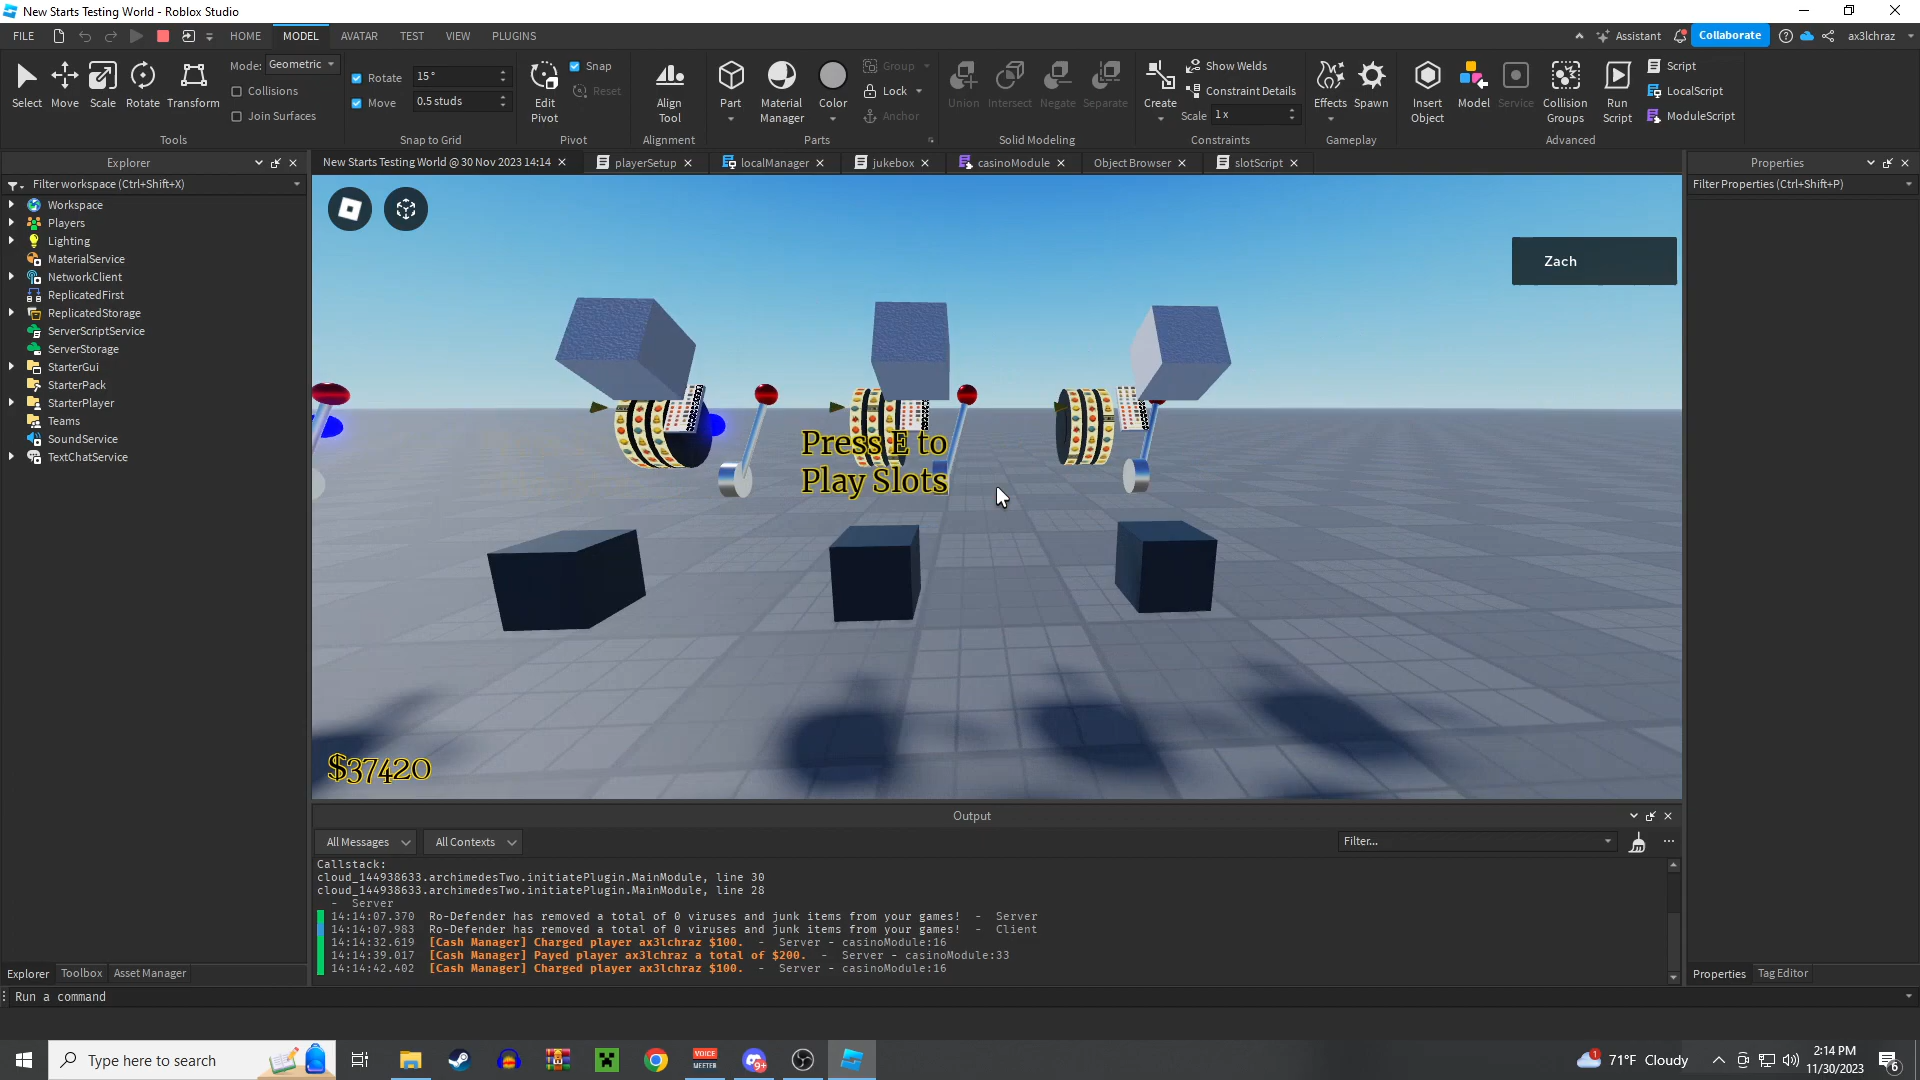 New Starts Testing World - Roblox Studio
FILE HOME MODEL AVATAR TEST VIEW PLUGINS Assistant Collaborate ax3lchraz
Select Move Scale Rotate Transform
Mode: Geometric
Collisions
Join Surfaces
Tools
Rotate 15°
Move 0.5 studs
Snap to Grid
Edit Pivot
Snap
Reset
Pivot
Align Tool
Alignment
Part Material Manager Color
Group
Lock
Anchor
Parts
Union Intersect Negate Separate
Solid Modeling
Create
Show Welds
Constraint Details
Scale 1 x
Constraints
Effects Spawn
Gameplay
Insert Object Model Service Collision Groups Run Script
Script
LocalScript
ModuleScript
Advanced
Explorer
Filter workspace (Ctrl+Shift+X)
Workspace
Players
Lighting
MaterialService
NetworkClient
ReplicatedFirst
ReplicatedStorage
ServerScriptService
ServerStorage
StarterGui
StarterPack
StarterPlayer
Teams
SoundService
TextChatService
Explorer Toolbox Asset Manager
New Starts Testing World @ 30 Nov 2023 14:14 playerSetup localManager jukebox casinoModule Object Browser slotScript
Zach
Press E to
Play Slots
$37420
Properties
Filter Properties (Ctrl+Shift+P)
Properties Tag Editor
Output
All Messages All Contexts Filter...
Callstack:
cloud_144938633.archimedesTwo.initiatePlugin.MainModule, line 30
cloud_144938633.archimedesTwo.initiatePlugin.MainModule, line 28
- Server
14:14:07.370 Ro-Defender has removed a total of 0 viruses and junk items from your games! - Server
14:14:07.983 Ro-Defender has removed a total of 0 viruses and junk items from your games! - Client
14:14:32.619 [Cash Manager] Charged player ax3lchraz $100. - Server - casinoModule:16
14:14:39.017 [Cash Manager] Payed player ax3lchraz a total of $200. - Server - casinoModule:33
14:14:42.402 [Cash Manager] Charged player ax3lchraz $100. - Server - casinoModule:16
Run a command
Type here to search
VOICE
MEETER
9+
1
71°F Cloudy
2:14 PM
11/30/2023
6